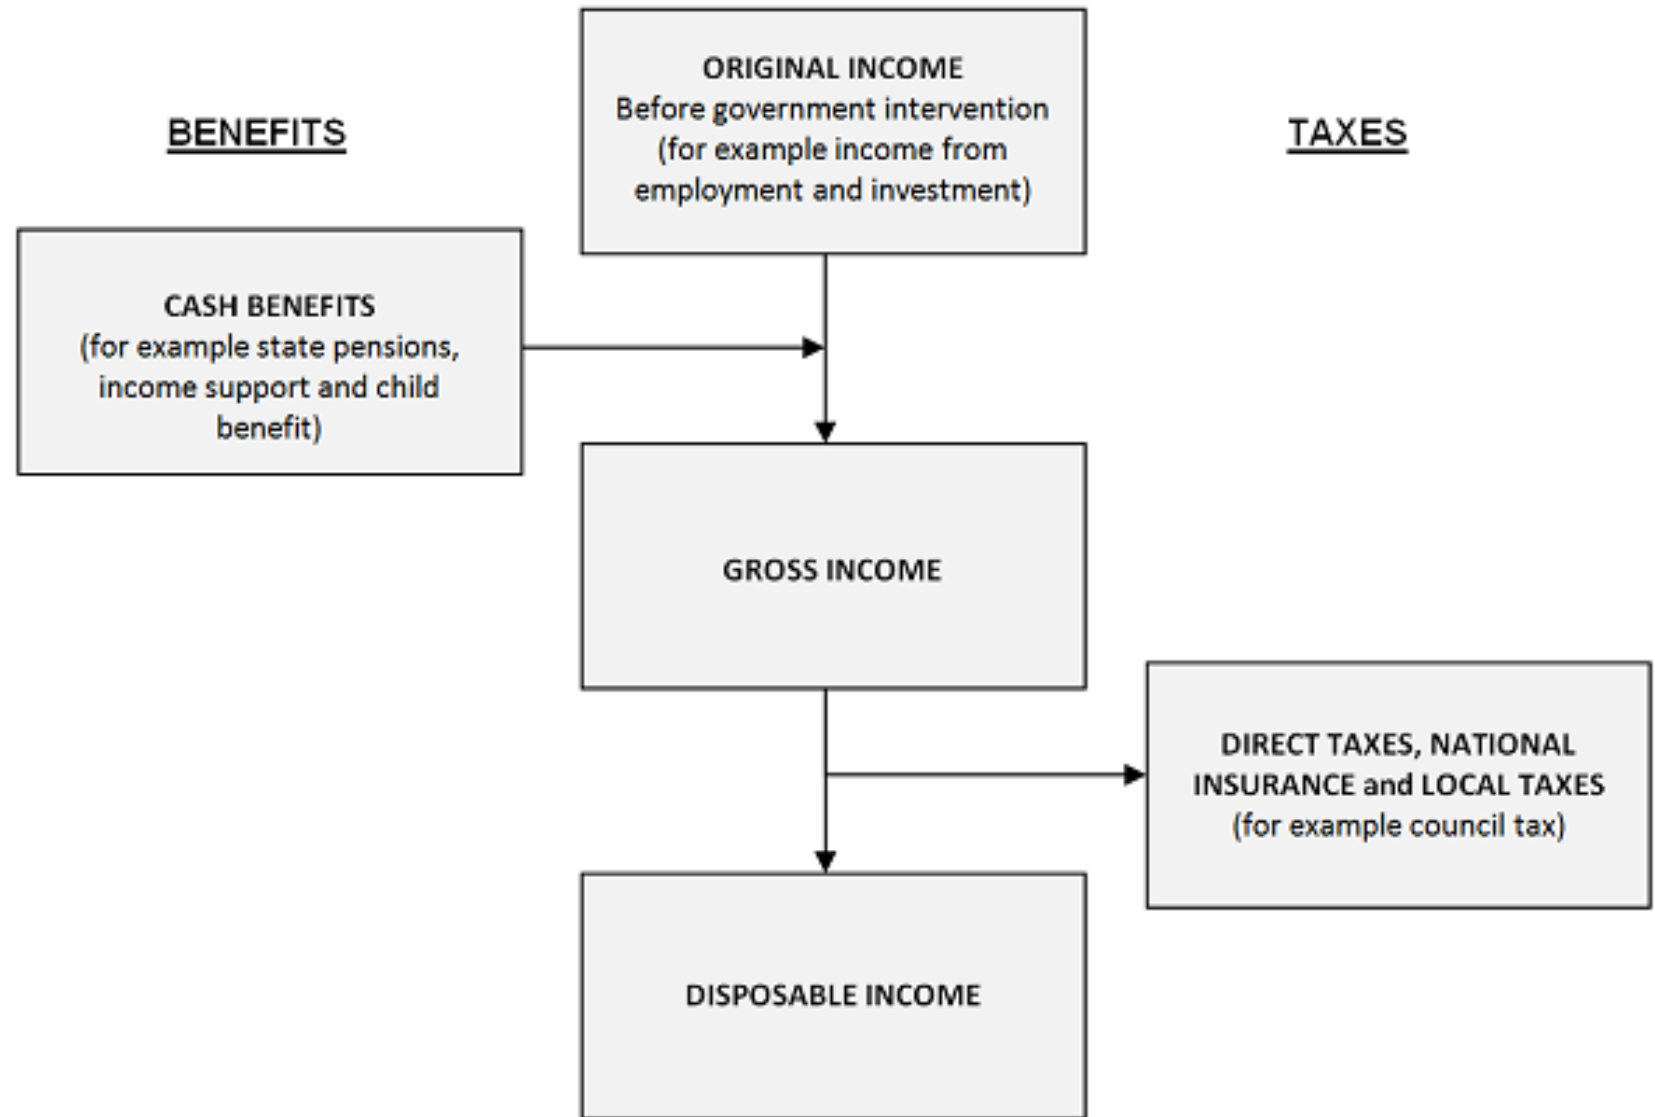 ORIGINAL INCOME
Before government intervention
(for example income from
employment and investment)
BENEFITS
TAXES
CASH BENEFITS
(for example state pensions,
income support and child
benefit)
GROSS INCOME
DIRECT TAXES, NATIONAL
INSURANCE and LOCAL TAXES
(for example council tax)
DISPOSABLE INCOME